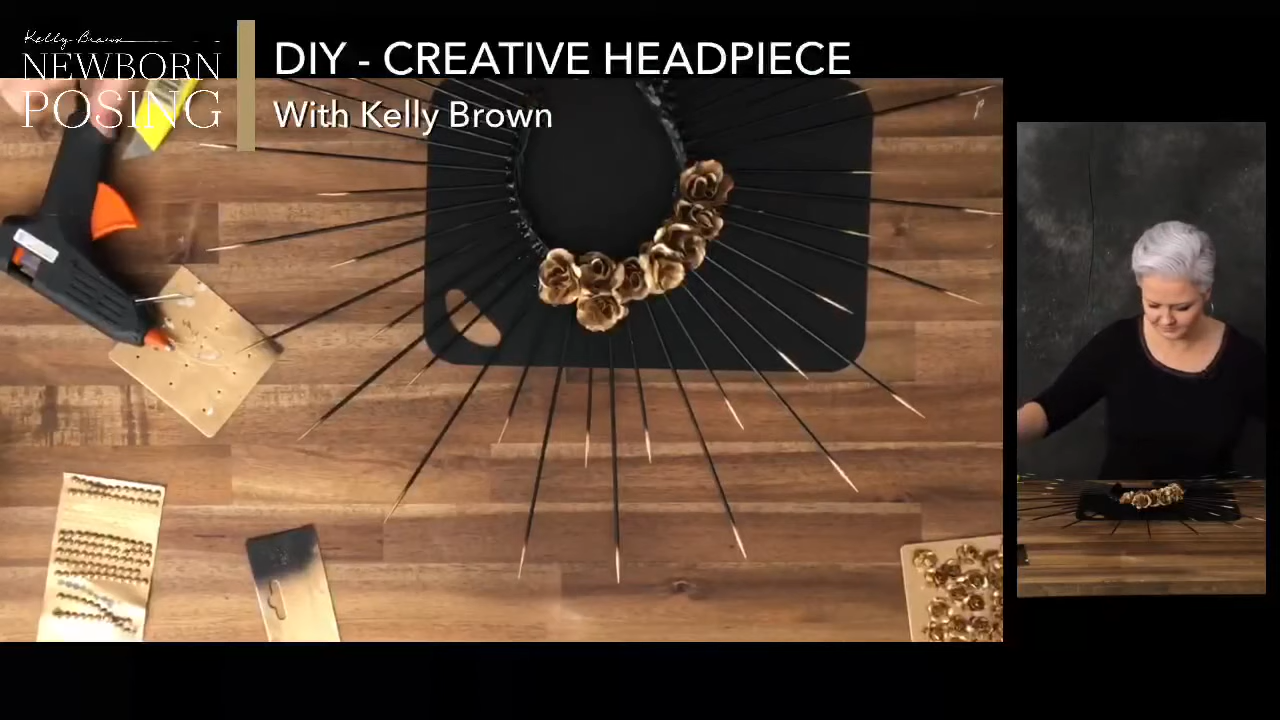 Kelly Brown
NEWBORN
POSING
DIY - CREATIVE HEADPIECE
With Kelly Brown